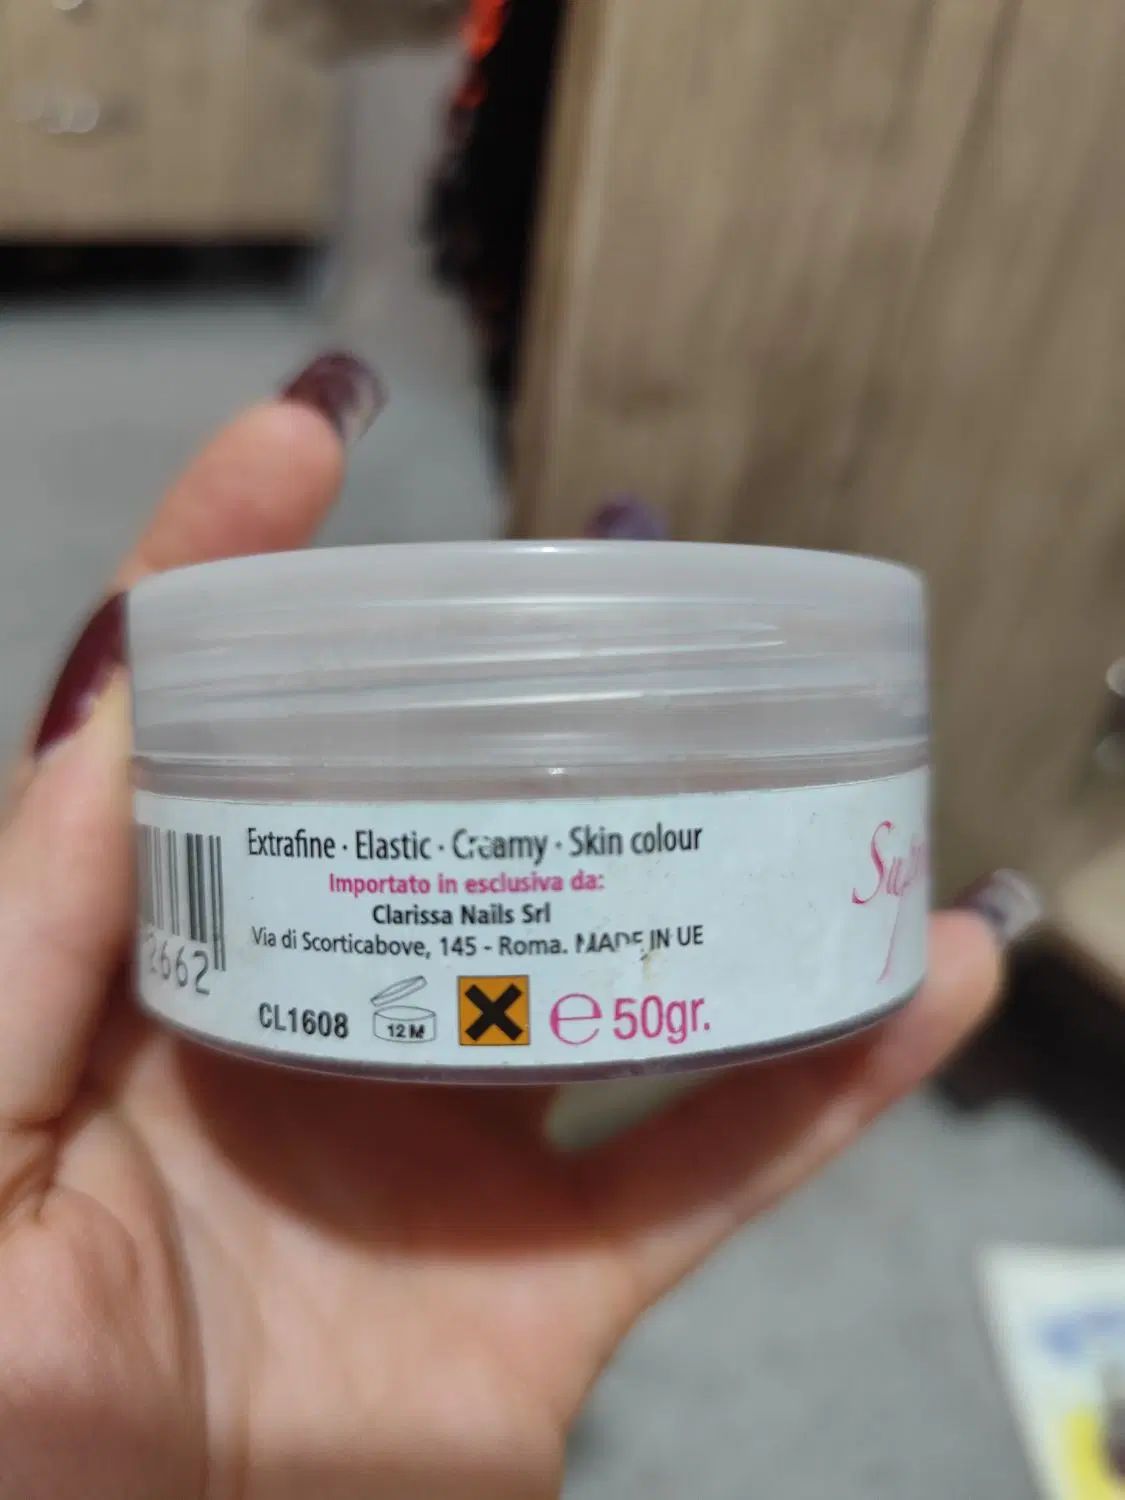 Extrafine · Elastic · Creamy · Skin colour
Importato in esclusiva da:
Clarissa Nails Srl
Via di Scorticabove, 145 - Roma. MADE IN UE
2662
CL1608
12 M
e 50gr.